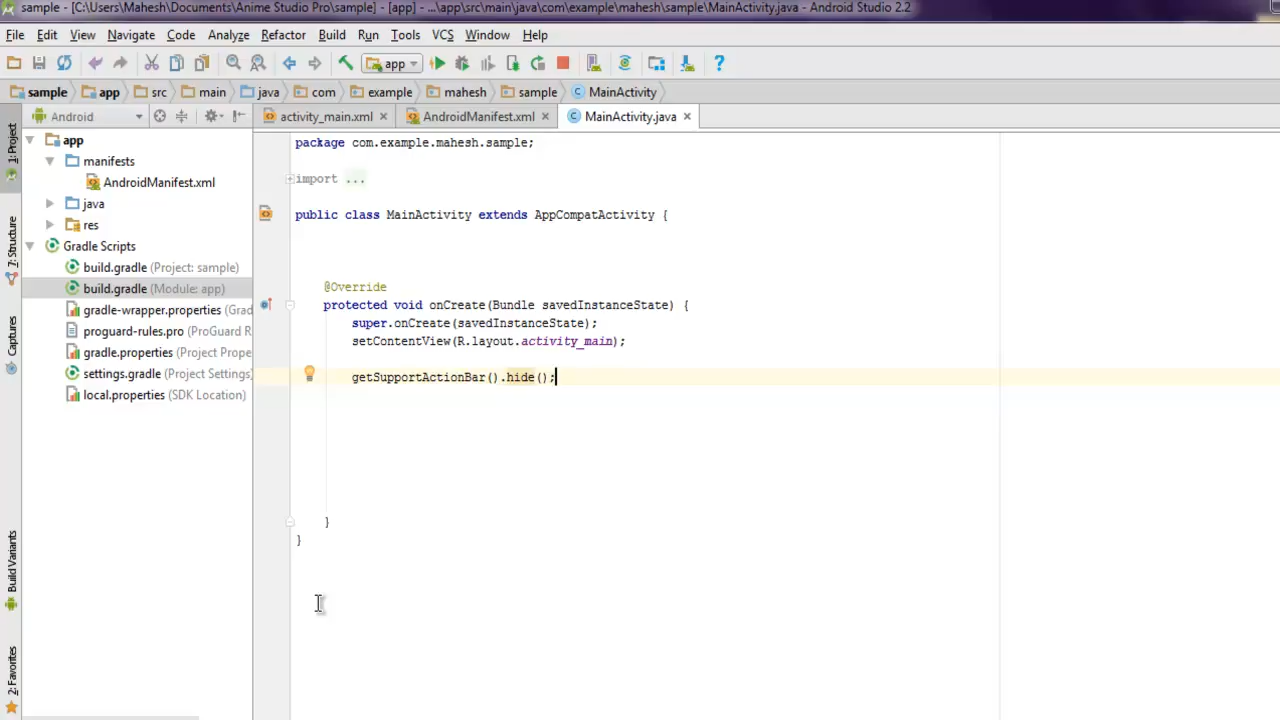 sample - [C:\Users\Mahesh\Documents\Anime Studio Pro\sample] - [app] - ...\app\src\main\java\com\example\mahesh\sample\MainActivity.java - Android Studio 2.2
File Edit View Navigate Code Analyze Refactor Build Run Tools VCS Window Help
app
sample app src main java com example mahesh sample MainActivity
Android
activity_main.xml AndroidManifest.xml MainActivity.java
1: Project
7: Structure
Captures
Build Variants
2: Favorites
app
manifests
AndroidManifest.xml
java
res
Gradle Scripts
build.gradle (Project: sample)
build.gradle (Module: app)
gradle-wrapper.properties (Grad
proguard-rules.pro (ProGuard R
gradle.properties (Project Prope
settings.gradle (Project Settings)
local.properties (SDK Location)
package com.example.mahesh.sample;
import ...
public class MainActivity extends AppCompatActivity {
@Override
protected void onCreate(Bundle savedInstanceState) {
super.onCreate(savedInstanceState);
setContentView(R.layout.activity_main);
getSupportActionBar().hide();
}
}